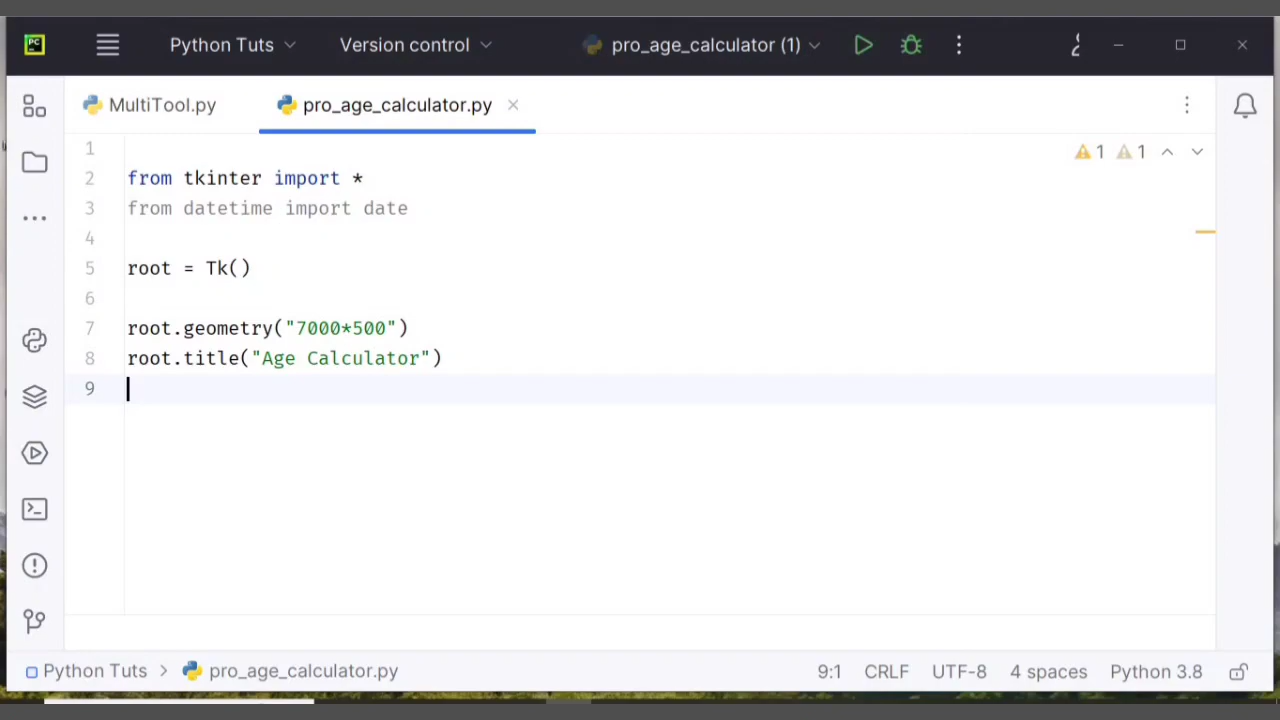 PC
Python Tuts
Version control
pro_age_calculator (1)
MultiTool.py
pro_age_calculator.py
1
1
1
2 from tkinter import *
3 from datetime import date
4
5 root = Tk()
6
7 root.geometry("7000*500")
8 root.title("Age Calculator")
9
Python Tuts > pro_age_calculator.py
9:1 CRLF UTF-8 4 spaces Python 3.8